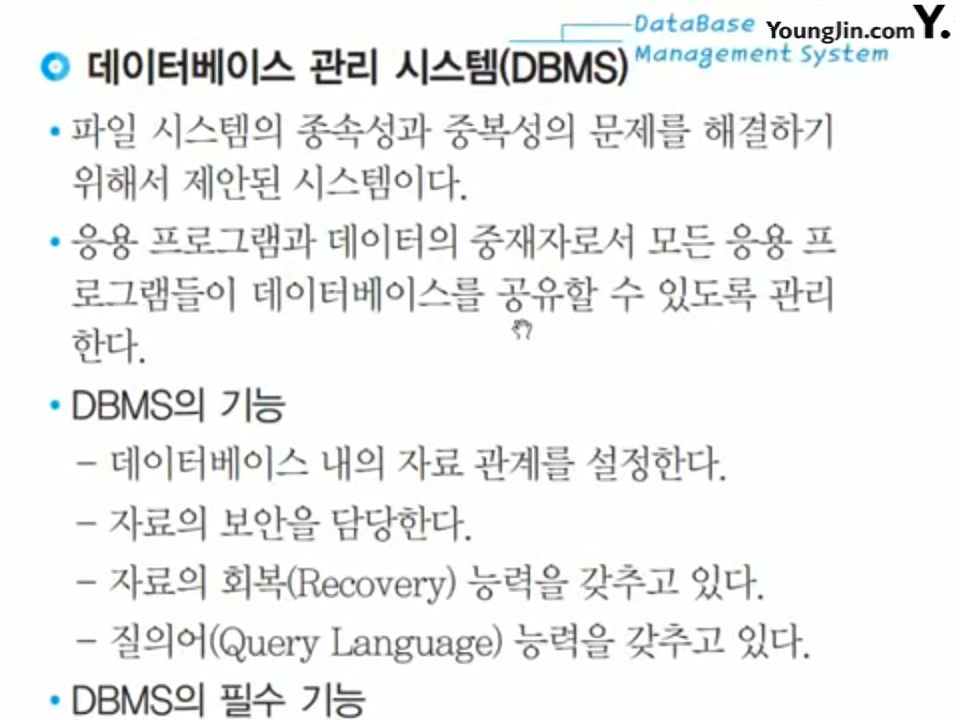 DataBase
Management System
YoungJin.com Y.
데이터베이스 관리 시스템(DBMS)
• 파일 시스템의 종속성과 중복성의 문제를 해결하기
위해서 제안된 시스템이다.
• 응용 프로그램과 데이터의 중재자로서 모든 응용 프
로그램들이 데이터베이스를 공유할 수 있도록 관리
한다.
• DBMS의 기능
– 데이터베이스 내의 자료 관계를 설정한다.
– 자료의 보안을 담당한다.
– 자료의 회복(Recovery) 능력을 갖추고 있다.
– 질의어(Query Language) 능력을 갖추고 있다.
• DBMS의 필수 기능